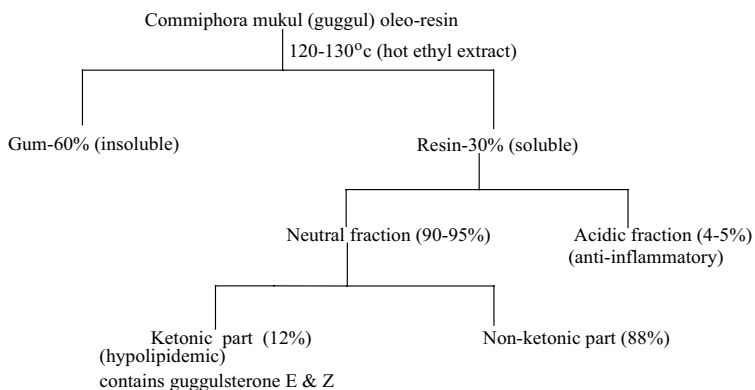 Commiphora mukul (guggul) oleo-resin
120-130°c (hot ethyl extract)
Gum-60% (insoluble)
Resin-30% (soluble)
Neutral fraction (90-95%)
Acidic fraction (4-5%)
(anti-inflammatory)
Ketonic part (12%)
(hypolipidemic)
contains guggulsterone E & Z
Non-ketonic part (88%)